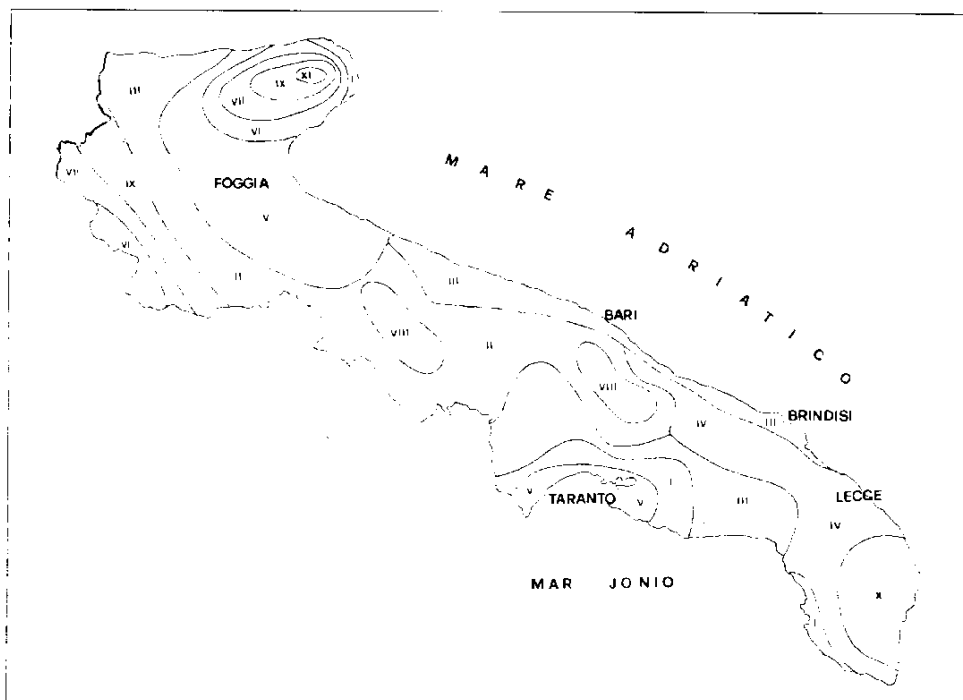 XI
IX
III
VII
VI
VII
IX
FOGGIA
V
VI
II
III
VIII
II
MARE ADRIATICO
BARI
VIII
IV
III
BRINDISI
V
TARANTO
V
I
III
LECCE
IV
MAR JONIO
X
I